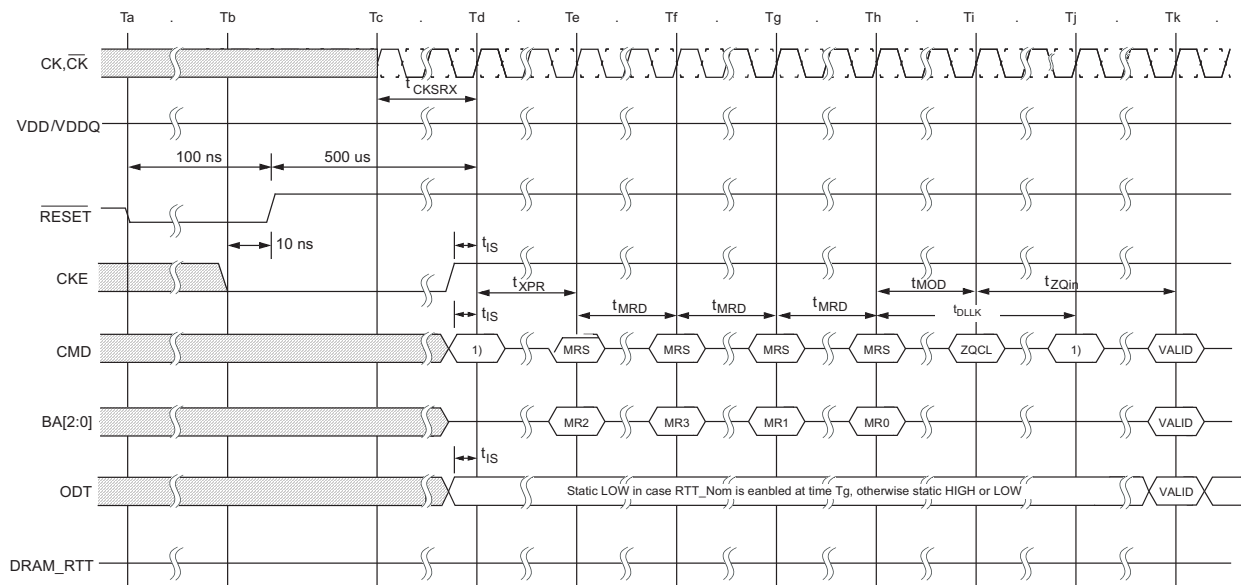 Ta . Tb . Tc . Td . Te . Tf . Tg . Th . Ti . Tj . Tk .
CK,CK
tCKSRX
VDD/VDDQ
100 ns 500 us
RESET
10 ns tIS
CKE
tXPR tMOD tZQin
tMRD tMRD tMRD tDLLK
tIS
CMD 1) MRS MRS MRS MRS ZQCL 1) VALID
BA[2:0] MR2 MR3 MR1 MR0 VALID
tIS
ODT Static LOW in case RTT_Nom is eanbled at time Tg, otherwise static HIGH or LOW VALID
DRAM_RTT